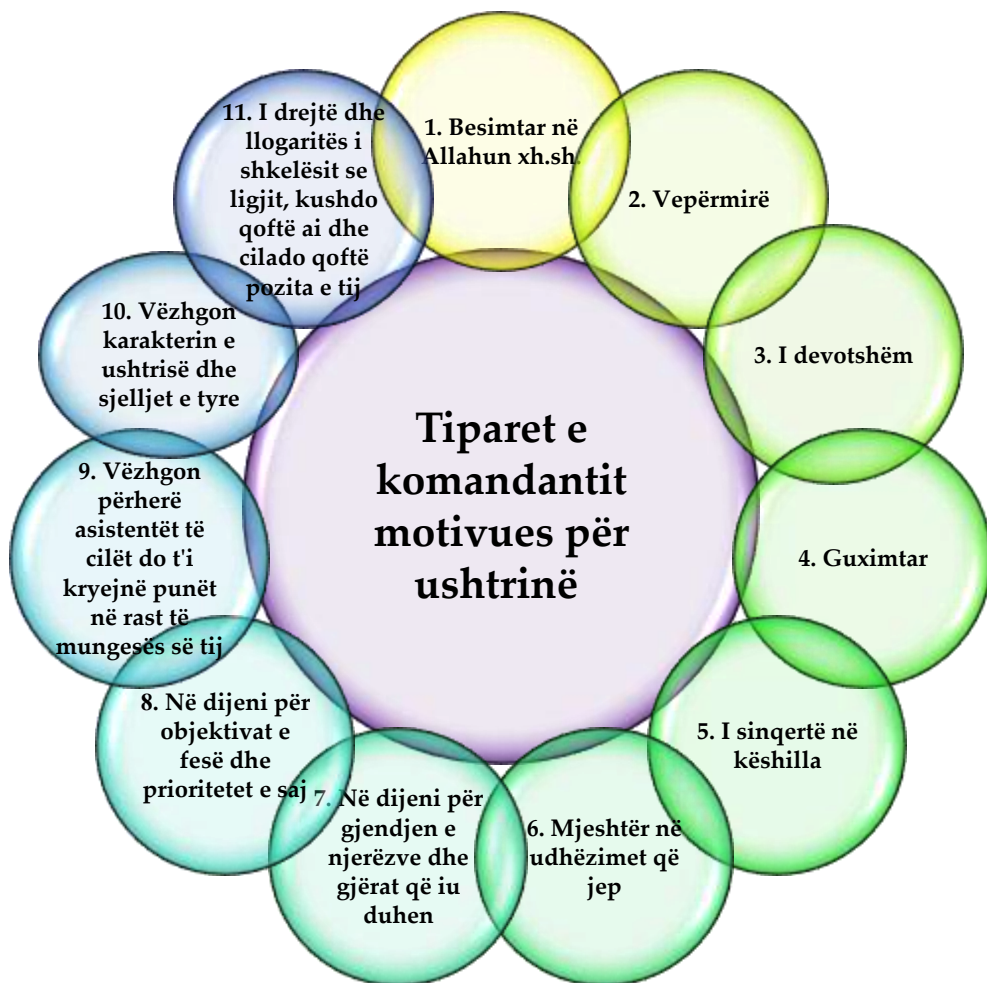 Tiparet e
komandantit
motivues për
ushtrinë
1. Besimtar në
Allahun xh.sh.
2. Vepërmirë
3. I devotshëm
4. Guximtar
5. I sinqertë në
këshilla
6. Mjeshtër në
udhëzimet që
jep
7. Në dijeni për
gjendjen e
njerëzve dhe
gjërat që iu
duhen
8. Në dijeni për
objektivat e
fesë dhe
prioritetet e saj
9. Vëzhgon
përherë
asistentët të
cilët do t'i
kryejnë punët
në rast të
mungesës së tij
10. Vëzhgon
karakterin e
ushtrisë dhe
sjelljet e tyre
11. I drejtë dhe
llogaritës i
shkelësit se
ligjit, kushdo
qoftë ai dhe
cilado qoftë
pozita e tij